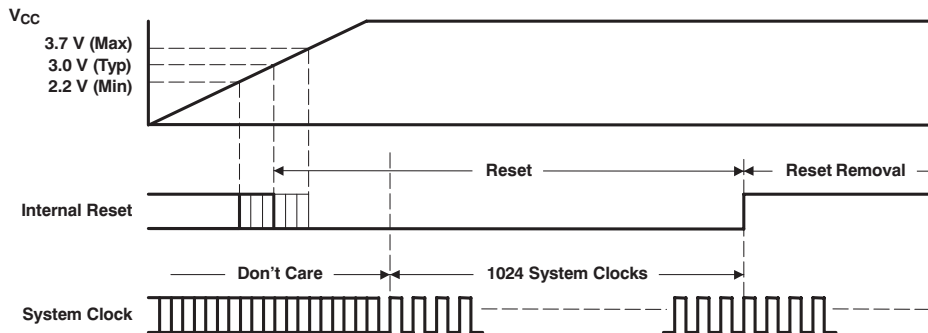 VCC
3.7 V (Max)
3.0 V (Typ)
2.2 V (Min)
Reset
Reset Removal
Internal Reset
Don't Care
1024 System Clocks
System Clock